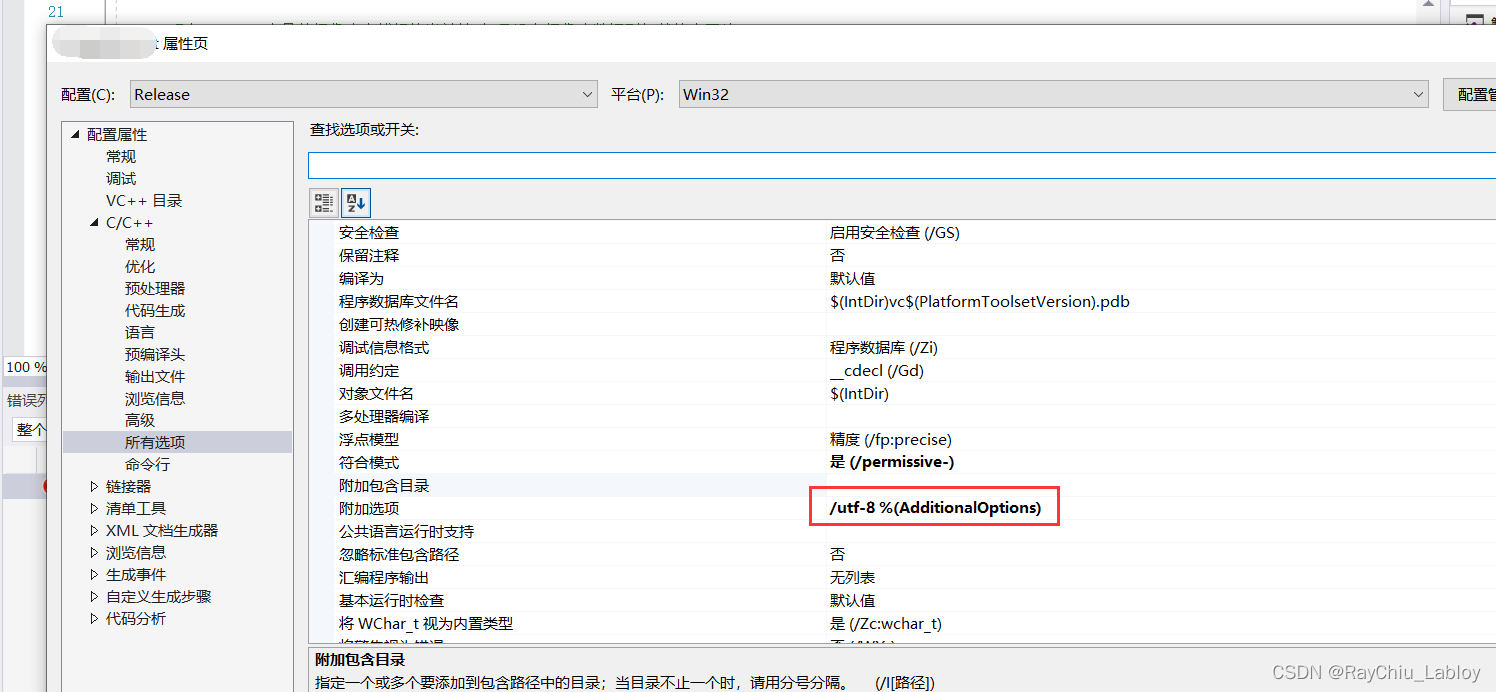 21
属性页
配置(C):
Release
平台(P):
Win32
配置管
配置属性
常规
调试
VC++ 目录
C/C++
常规
优化
预处理器
代码生成
语言
预编译头
输出文件
浏览信息
高级
所有选项
命令行
链接器
清单工具
XML 文档生成器
浏览信息
生成事件
自定义生成步骤
代码分析
100 %
错误列
整个
查找选项或开关:
安全检查 启用安全检查 (/GS)
保留注释 否
编译为 默认值
程序数据库文件名 $(IntDir)vc$(PlatformToolsetVersion).pdb
创建可热修补映像
调试信息格式 程序数据库 (/Zi)
调用约定 __cdecl (/Gd)
对象文件名 $(IntDir)
多处理器编译
浮点模型 精度 (/fp:precise)
符合模式 是 (/permissive-)
附加包含目录
附加选项 /utf-8 %(AdditionalOptions)
公共语言运行时支持
忽略标准包含路径 否
汇编程序输出 无列表
基本运行时检查 默认值
将 WChar_t 视为内置类型 是 (/Zc:wchar_t)
附加包含目录
指定一个或多个要添加到包含路径中的目录；当目录不止一个时，请用分号分隔。 (/I[路径])
CSDN @RayChiu_Labloy